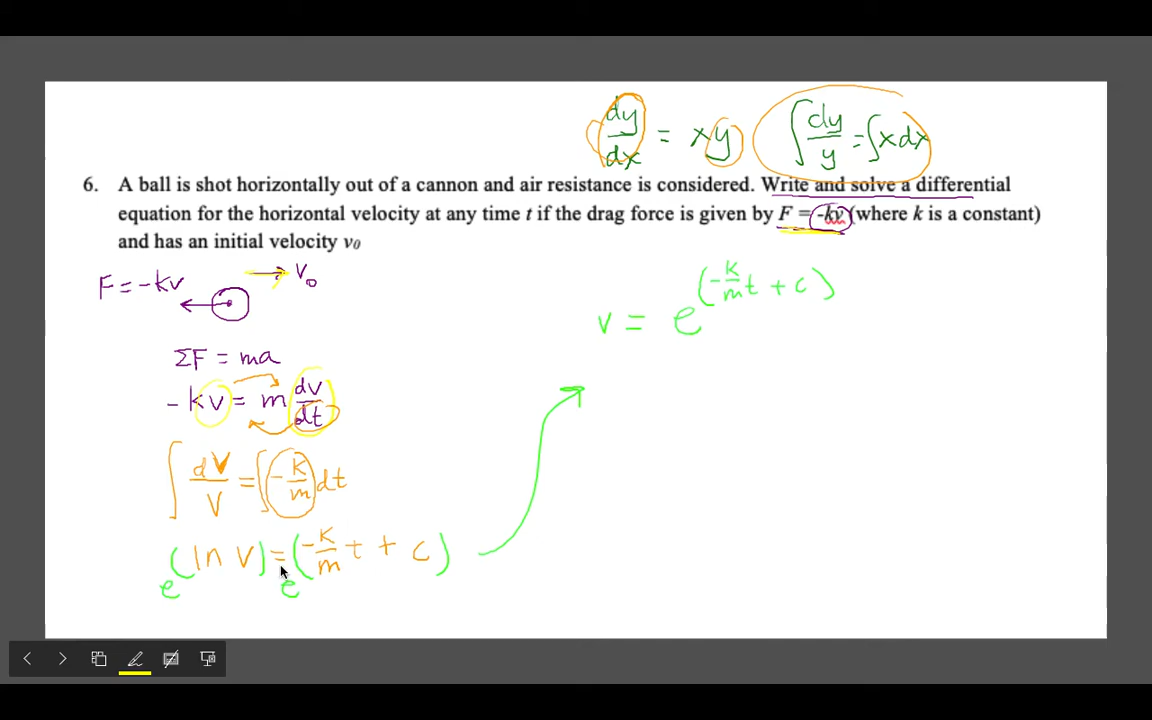 dy/dx = xy ∫ dy/y = ∫x dx
6. A ball is shot horizontally out of a cannon and air resistance is considered. Write and solve a differential
equation for the horizontal velocity at any time t if the drag force is given by F = -kv (where k is a constant)
and has an initial velocity v₀
F = -kv v₀
ΣF = ma
-kv = m dv/dt
∫ dv/v = ∫ -k/m dt
e^(ln v) = e^(-k/m t + c)
v = e^(-k/m t + c)